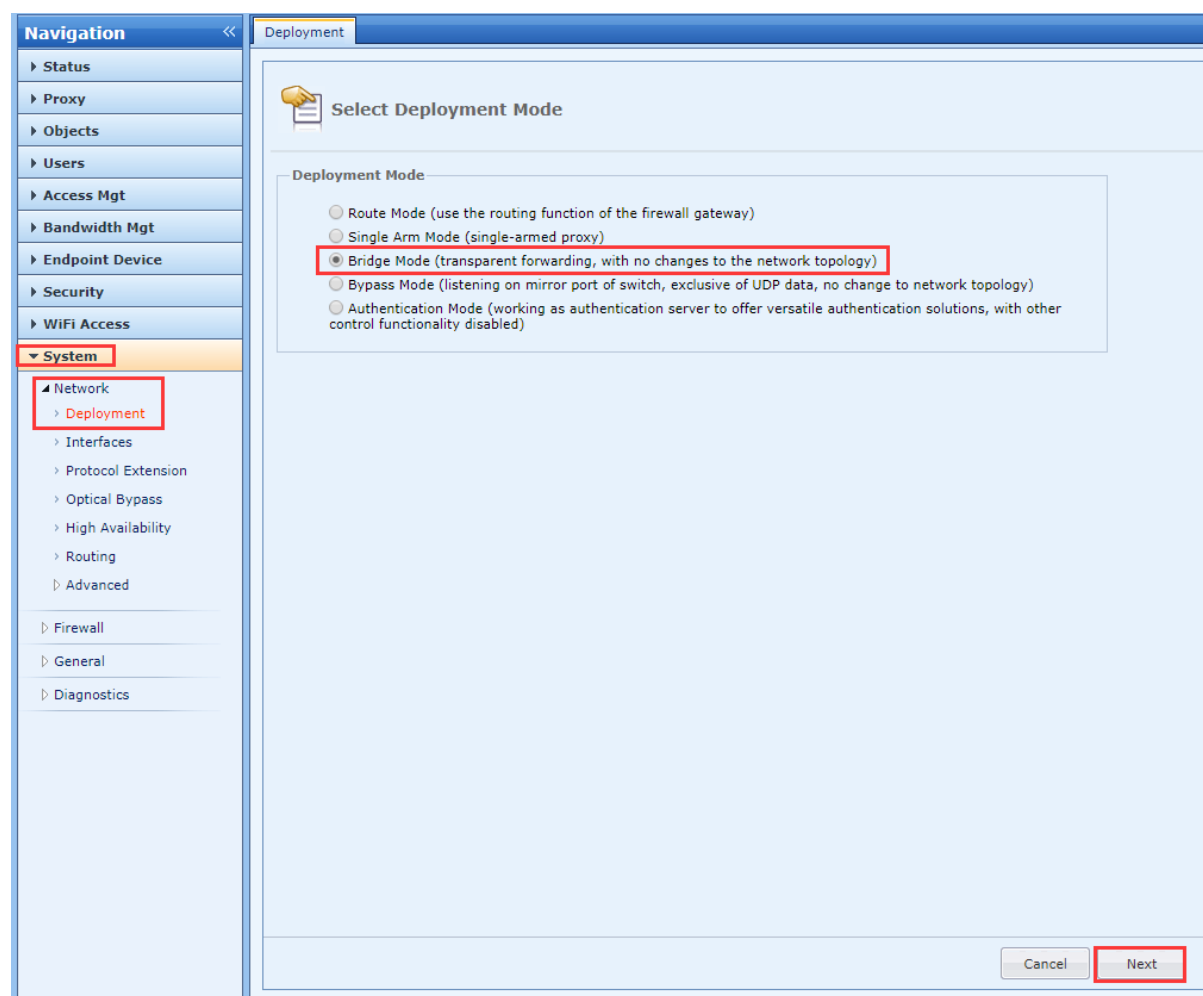 Navigation
Status
Proxy
Objects
Users
Access Mgt
Bandwidth Mgt
Endpoint Device
Security
WiFi Access
System
Network
Deployment
Interfaces
Protocol Extension
Optical Bypass
High Availability
Routing
Advanced
Firewall
General
Diagnostics
Deployment
Select Deployment Mode
Deployment Mode
Route Mode (use the routing function of the firewall gateway)
Single Arm Mode (single-armed proxy)
Bridge Mode (transparent forwarding, with no changes to the network topology)
Bypass Mode (listening on mirror port of switch, exclusive of UDP data, no change to network topology)
Authentication Mode (working as authentication server to offer versatile authentication solutions, with other
control functionality disabled)
Cancel
Next